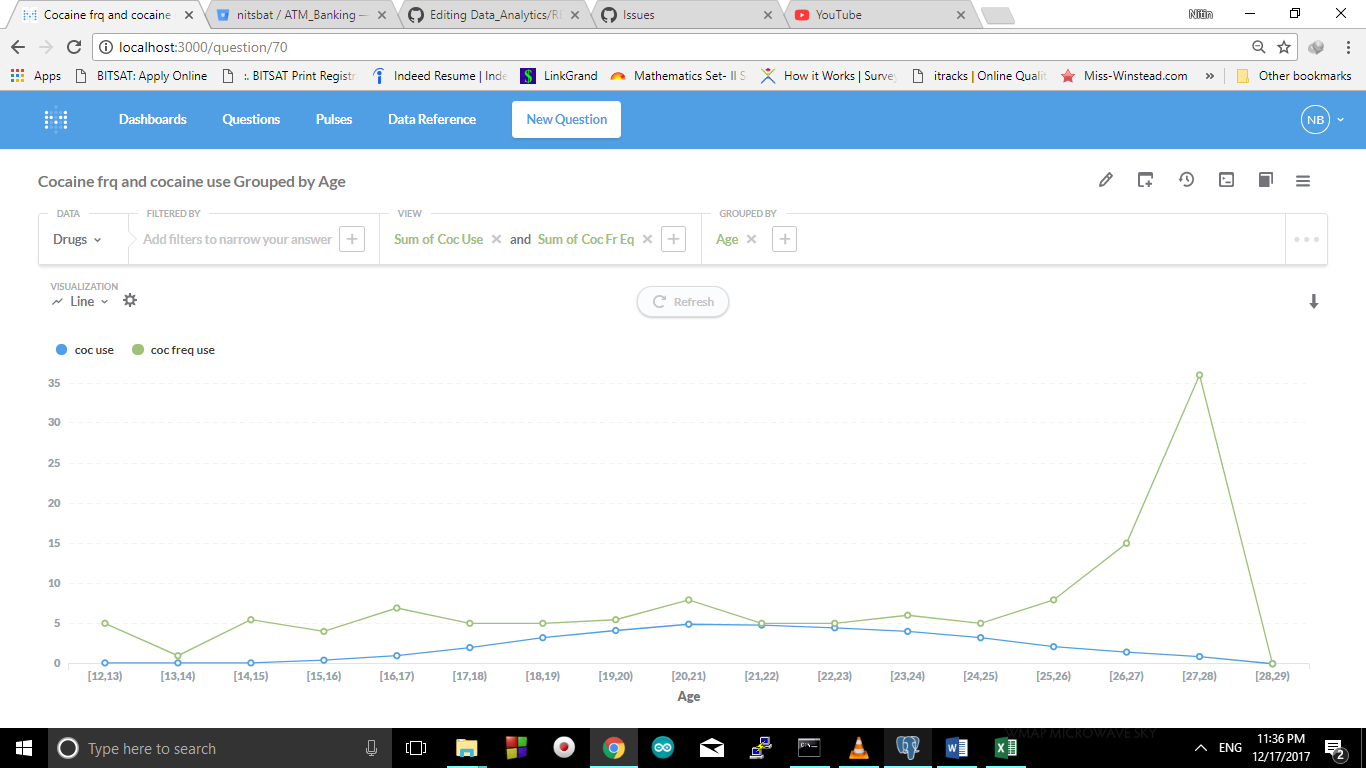 Cocaine frq and cocaine
nitsbat / ATM_Banking —
Editing Data_Analytics/RE
Issues
YouTube
Nitin
localhost:3000/question/70
Apps
BITSAT: Apply Online
:. BITSAT Print Registr
Indeed Resume | Inde
LinkGrand
Mathematics Set- II S
How it Works | Survey
itracks | Online Qualit
Miss-Winstead.com
»
Other bookmarks
Dashboards
Questions
Pulses
Data Reference
New Question
NB
Cocaine frq and cocaine use Grouped by Age
DATA
FILTERED BY
VIEW
GROUPED BY
Drugs
Add filters to narrow your answer
Sum of Coc Use
and
Sum of Coc Fr Eq
Age
VISUALIZATION
Line
Refresh
coc use
coc freq use
35
30
25
20
15
10
5
0
[12,13)
[13,14)
[14,15)
[15,16)
[16,17)
[17,18)
[18,19)
[19,20)
[20,21)
[21,22)
[22,23)
[23,24)
[24,25)
[25,26)
[26,27)
[27,28)
[28,29)
Age
Type here to search
WMAP MICROWAVE SKY
ENG
11:36 PM
12/17/2017
2